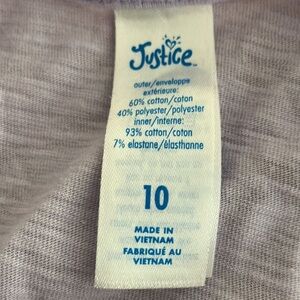 Justice™
outer/enveloppe
extérieure:
60% cotton/coton
40% polyester/polyester
inner/interne:
93% cotton/coton
7% elastane/élasthanne
10
MADE IN
VIETNAM
FABRIQUÉ AU
VIETNAM